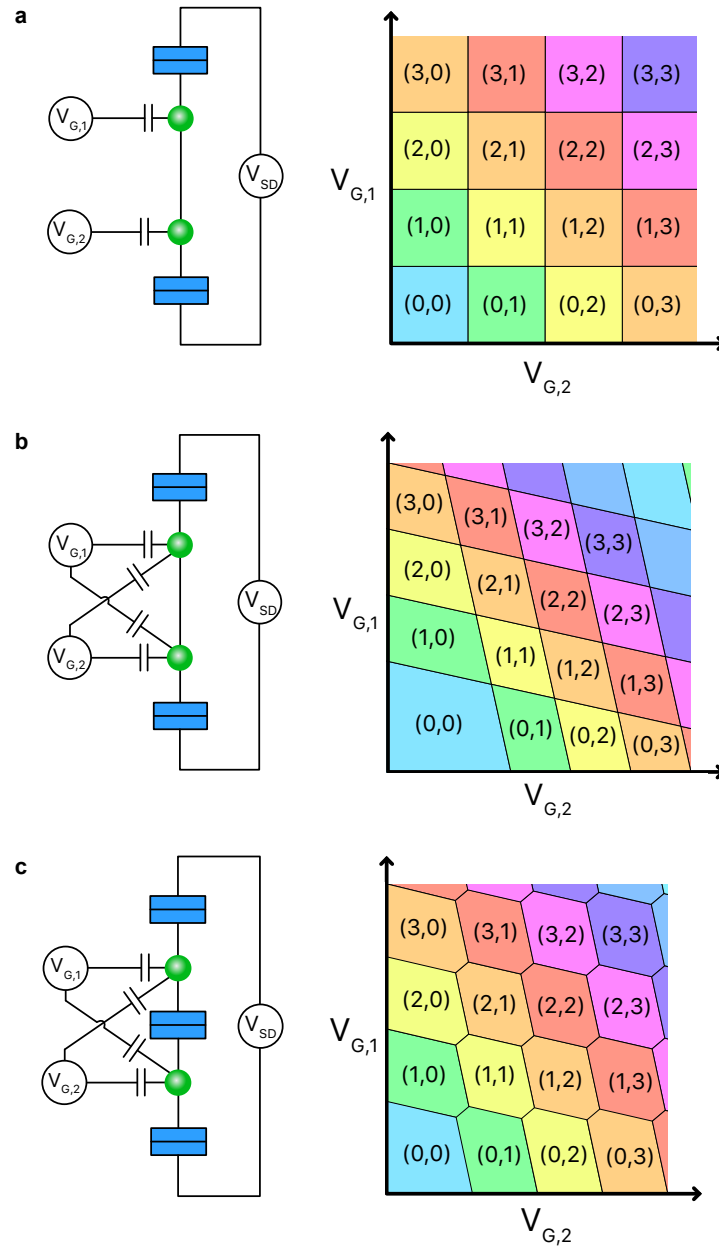 a
V_G,1
V_G,2
V_SD
V_G,1
(3,0) (3,1) (3,2) (3,3)
(2,0) (2,1) (2,2) (2,3)
(1,0) (1,1) (1,2) (1,3)
(0,0) (0,1) (0,2) (0,3)
V_G,2
b
V_G,1
V_G,2
V_SD
V_G,1
(3,0) (3,1) (3,2) (3,3)
(2,0) (2,1) (2,2) (2,3)
(1,0) (1,1) (1,2) (1,3)
(0,0) (0,1) (0,2) (0,3)
V_G,2
c
V_G,1
V_G,2
V_SD
V_G,1
(3,0) (3,1) (3,2) (3,3)
(2,0) (2,1) (2,2) (2,3)
(1,0) (1,1) (1,2) (1,3)
(0,0) (0,1) (0,2) (0,3)
V_G,2